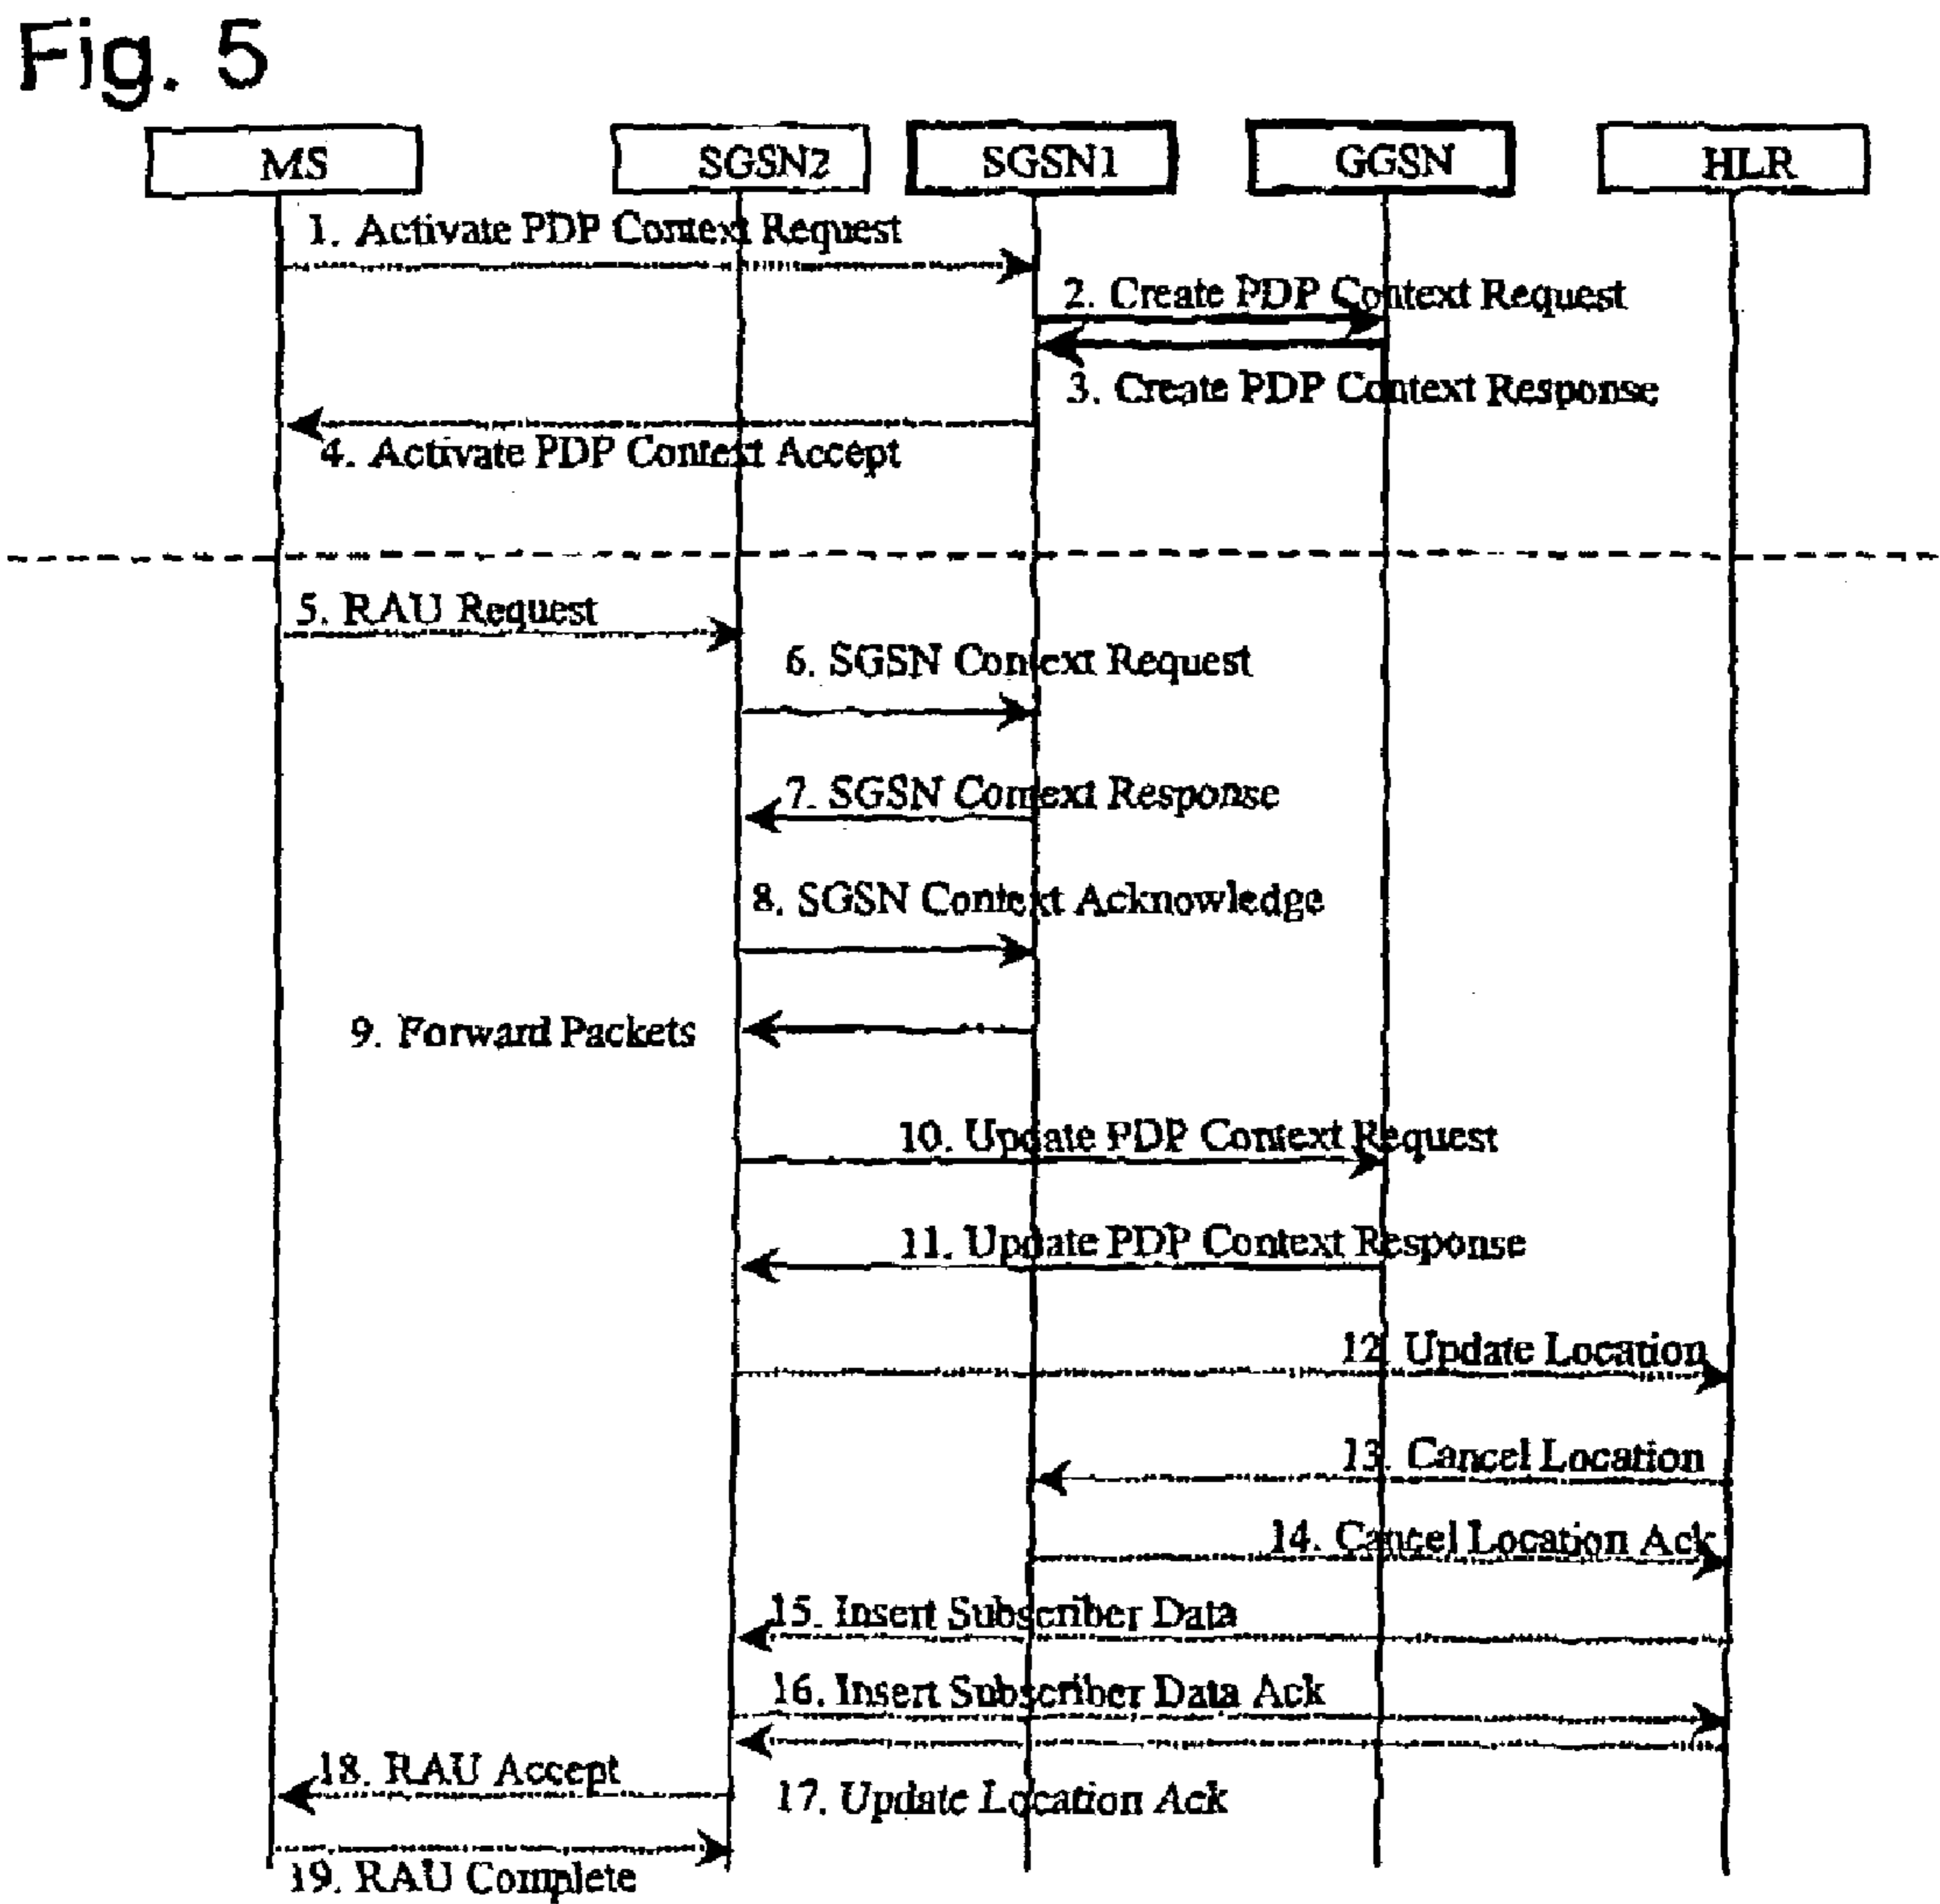 Fig. 5
MS SGSN2 SGSN1 GGSN HLR
1. Activate PDP Context Request
2. Create PDP Context Request
3. Create PDP Context Response
4. Activate PDP Context Accept
5. RAU Request
6. SGSN Context Request
7. SGSN Context Response
8. SGSN Context Acknowledge
9. Forward Packets
10. Update PDP Context Request
11. Update PDP Context Response
12. Update Location
13. Cancel Location
14. Cancel Location Ack
15. Insert Subscriber Data
16. Insert Subscriber Data Ack
18. RAU Accept
17. Update Location Ack
19. RAU Complete